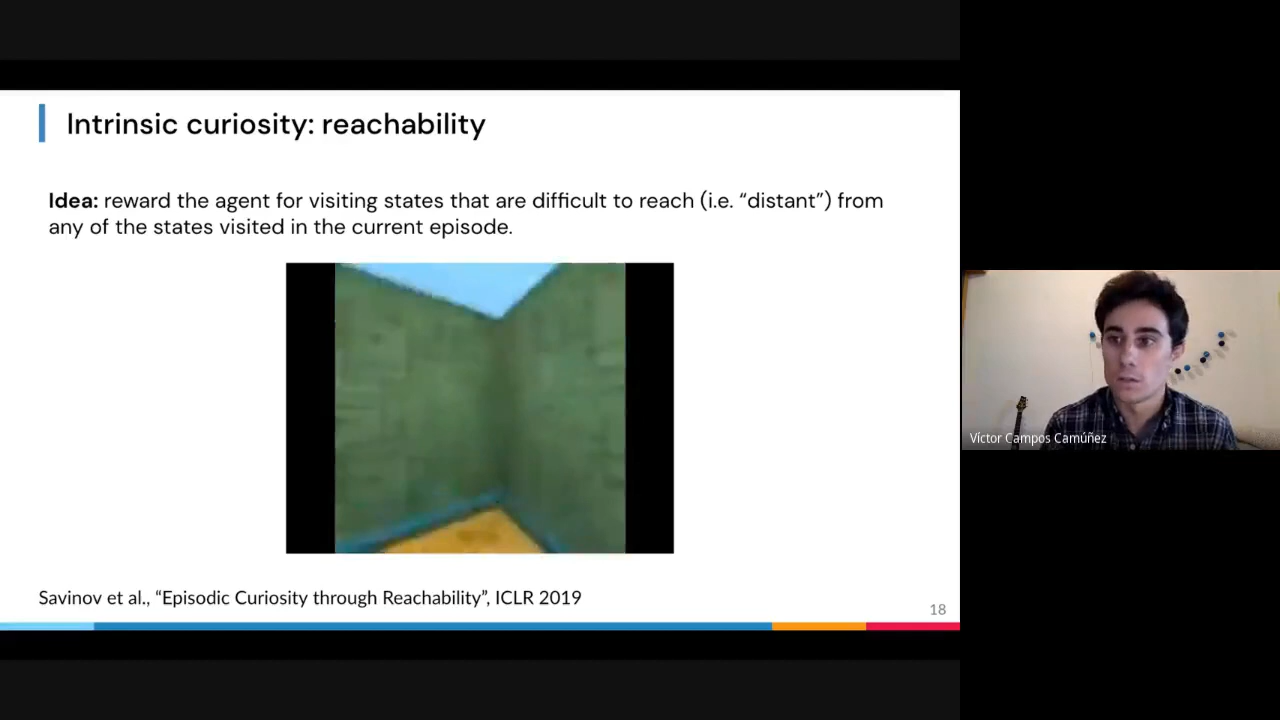 Intrinsic curiosity: reachability
Idea: reward the agent for visiting states that are difficult to reach (i.e. “distant”) from
any of the states visited in the current episode.
Savinov et al., “Episodic Curiosity through Reachability”, ICLR 2019
18
Víctor Campos Camúñez